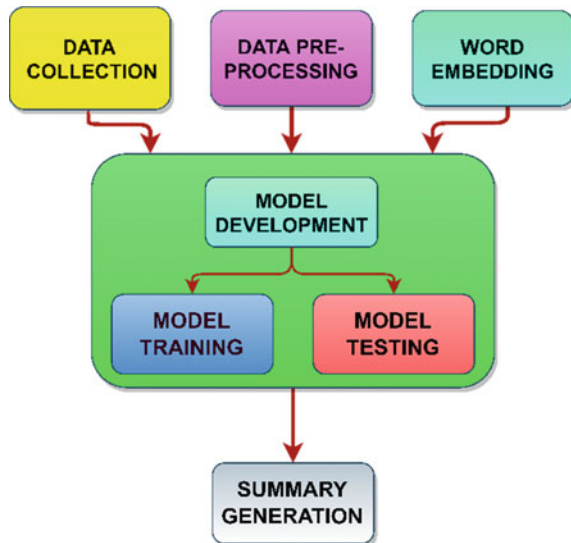 DATA
COLLECTION
DATA PRE-
PROCESSING
WORD
EMBEDDING
MODEL
DEVELOPMENT
MODEL
TRAINING
MODEL
TESTING
SUMMARY
GENERATION